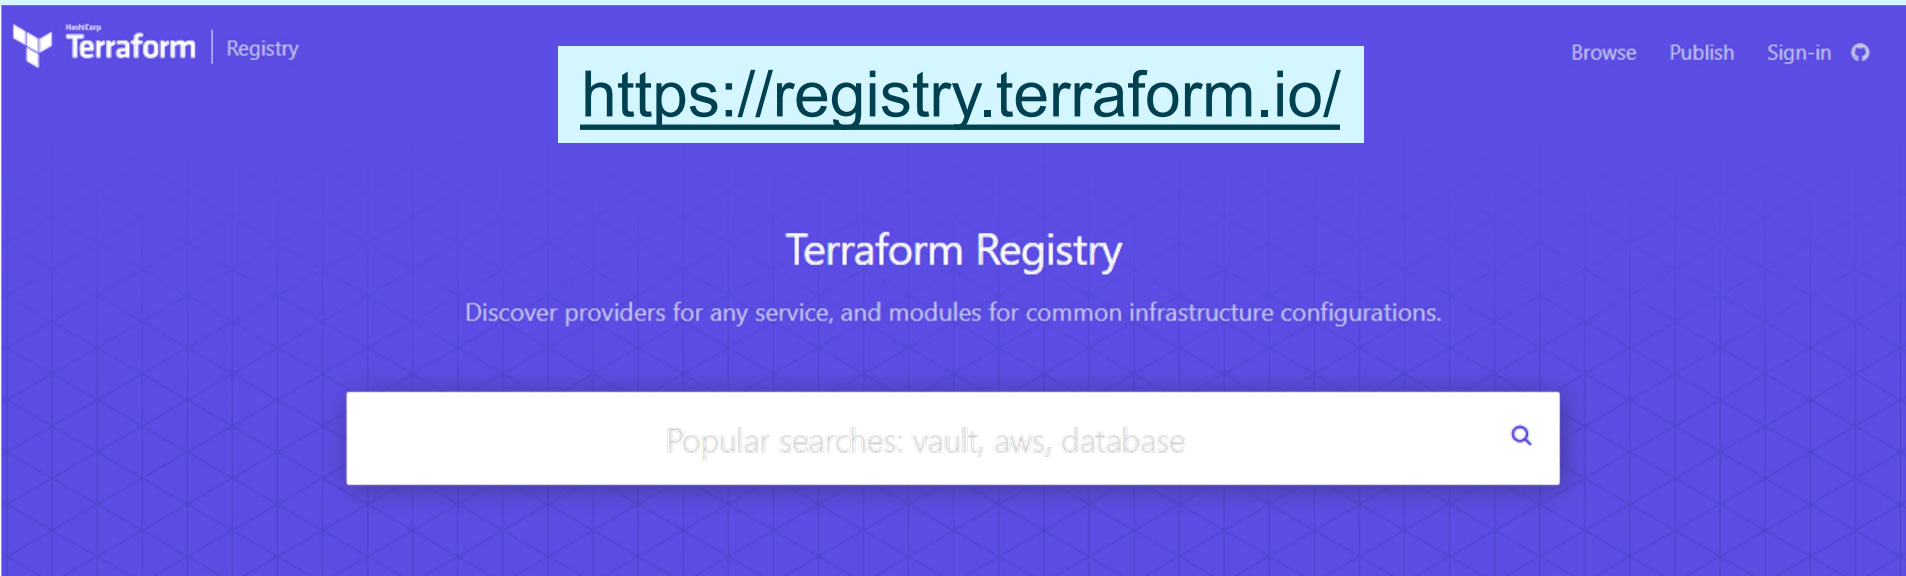 HashiCorp
Terraform | Registry
Browse Publish Sign-in
https://registry.terraform.io/
Terraform Registry
Discover providers for any service, and modules for common infrastructure configurations.
Popular searches: vault, aws, database